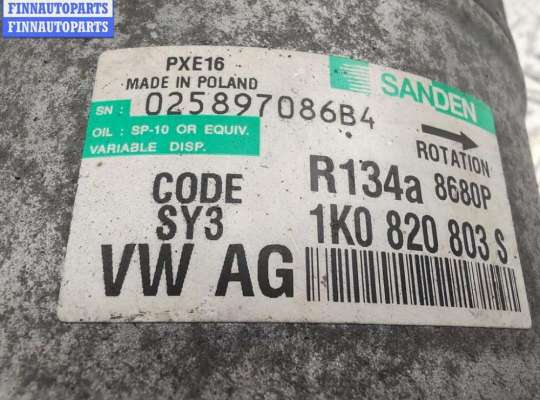 FINNAUTOPARTS
FINNAUTOPARTS
PXE16
MADE IN POLAND
SANDEN
SN : 025897086B4
OIL : SP-10 OR EQUIV.
VARIABLE DISP.
ROTATION
CODE
SY3
R134a 8680P
1K0 820 803 S
VW AG